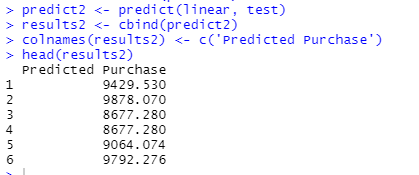 > predict2 <- predict(linear, test)
> results2 <- cbind(predict2)
> colnames(results2) <- c('Predicted Purchase')
> head(results2)
  Predicted Purchase
1           9429.530
2           9878.070
3           8677.280
4           8677.280
5           9064.074
6           9792.276
>